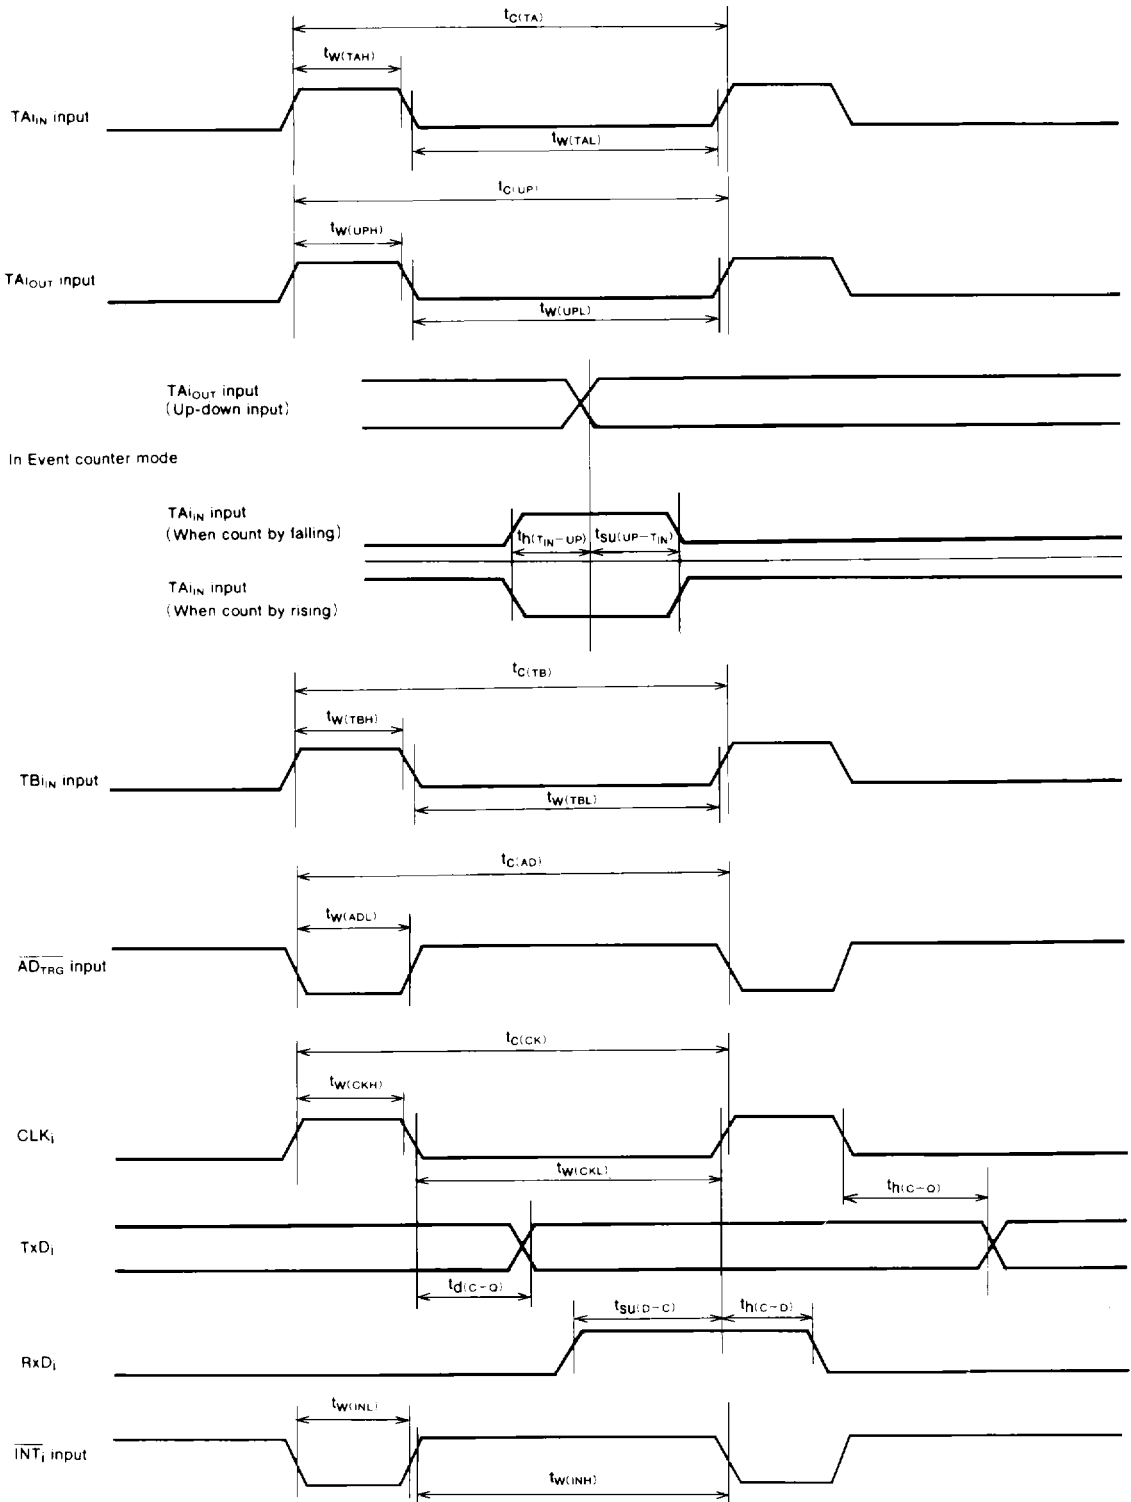 tC(TA)
tW(TAH)
TAiIN input
tW(TAL)
tC(UP)
tW(UPH)
TAiOUT input
tW(UPL)
TAiOUT input
(Up-down input)
In Event counter mode
TAiIN input
(When count by falling)
th(TIN−UP) tsu(UP−TIN)
TAiIN input
(When count by rising)
tC(TB)
tW(TBH)
TBiIN input
tW(TBL)
tC(AD)
tW(ADL)
ADTRG input
tC(CK)
tW(CKH)
CLKi
tW(CKL)
th(C−Q)
TxDi
td(C−Q)
tsu(D−C) th(C−D)
RxDi
tW(INL)
INTi input
tW(INH)